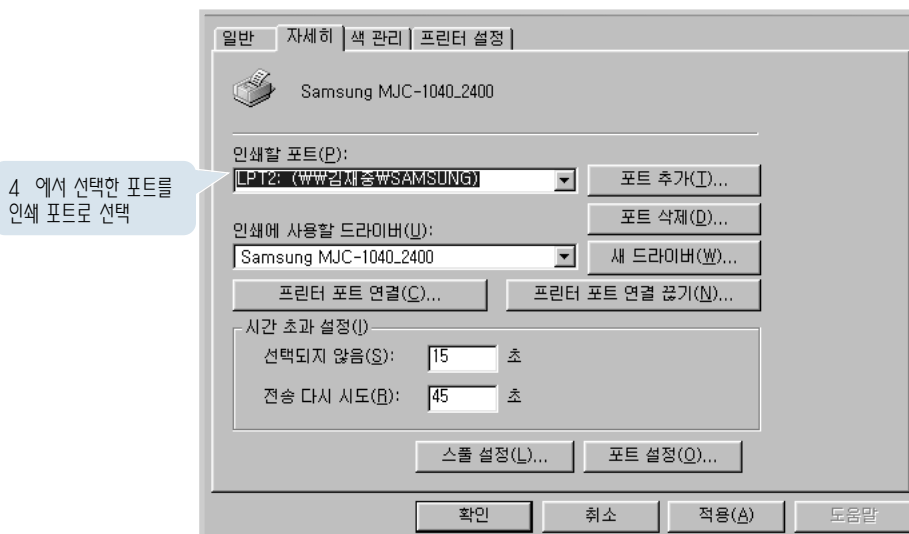 일반 자세히 색 관리 프린터 설정
Samsung MJC-1040_2400
인쇄할 포트(P):
LPT2: (₩₩김재중₩SAMSUNG)
포트 추가(T)...
4 에서 선택한 포트를
인쇄 포트로 선택
포트 삭제(D)...
인쇄에 사용할 드라이버(U):
Samsung MJC-1040_2400
새 드라이버(W)...
프린터 포트 연결(C)... 프린터 포트 연결 끊기(N)...
시간 초과 설정(I)
선택되지 않음(S): 15 초
전송 다시 시도(R): 45 초
스풀 설정(L)... 포트 설정(O)...
확인 취소 적용(A) 도움말